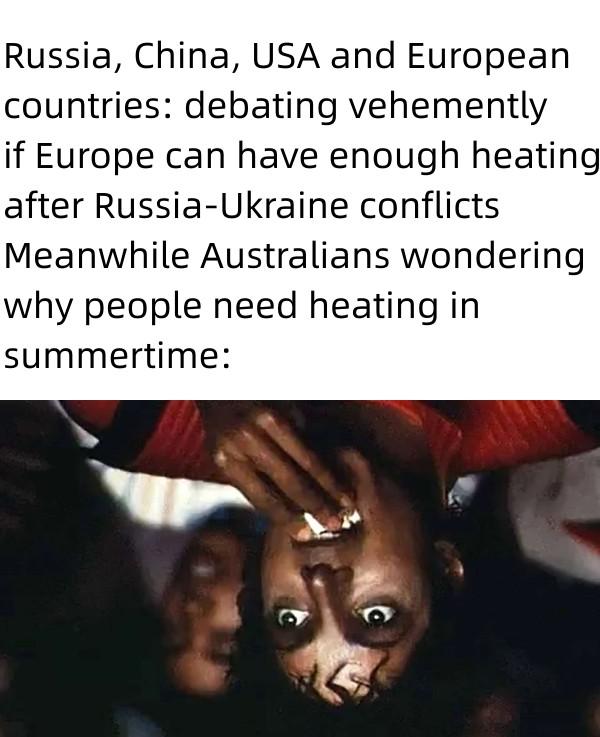 Russia, China, USA and European
countries: debating vehemently
if Europe can have enough heating
after Russia-Ukraine conflicts
Meanwhile Australians wondering
why people need heating in
summertime: